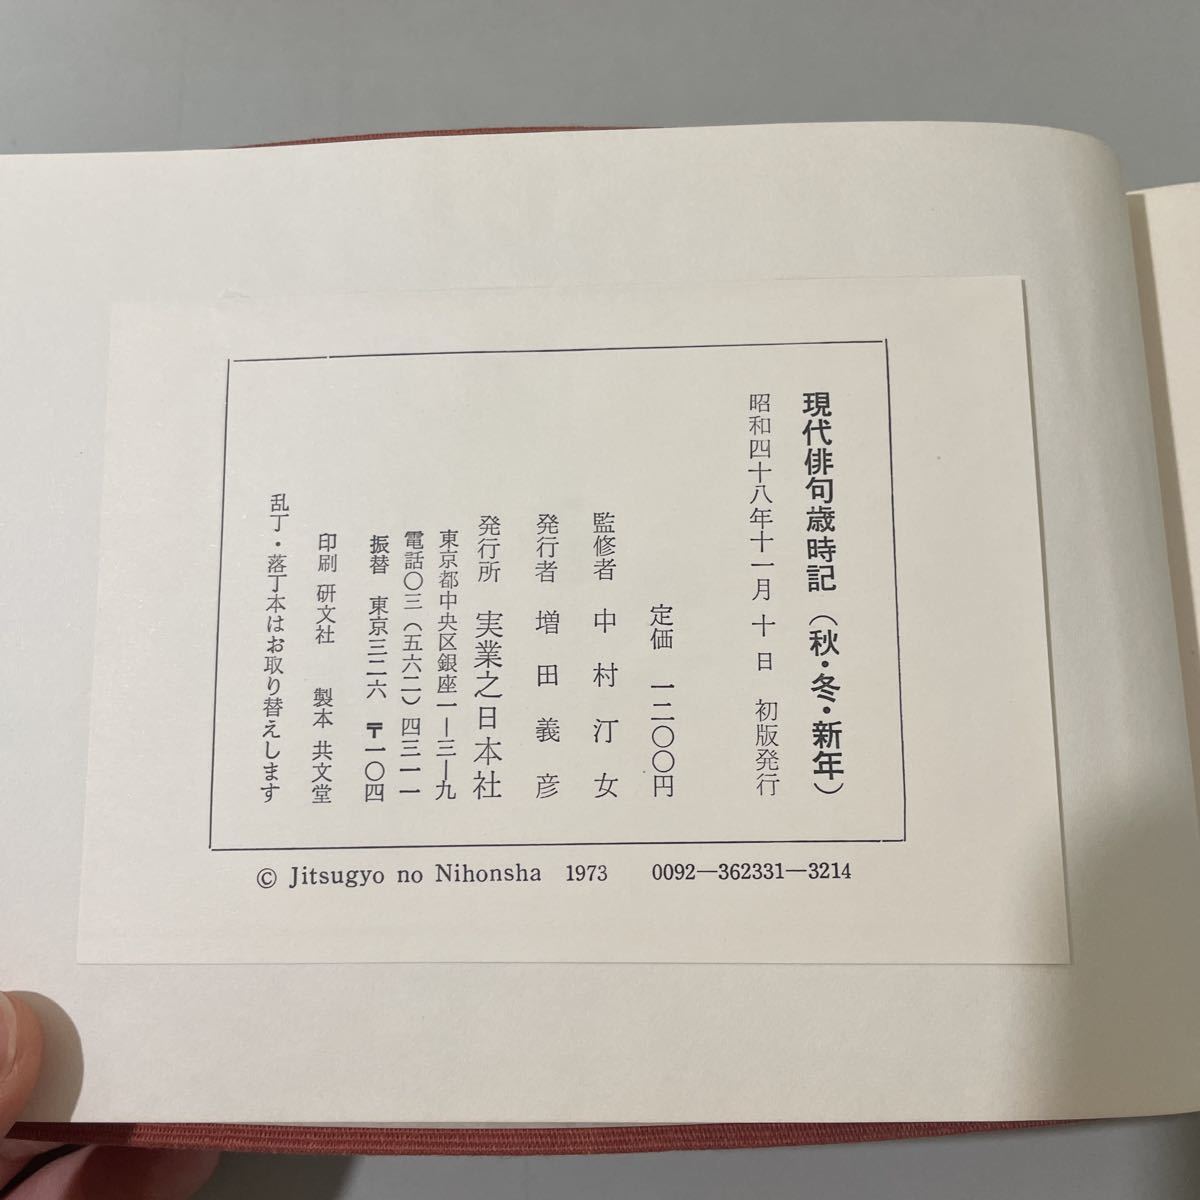 現代俳句歳時記（秋・冬・新年）
昭和四十八年十一月十日　初版発行
定価　一二〇〇円
監修者　中村汀女
発行者　増田義彦
発行所　実業之日本社
東京都中央区銀座一ー三ー九
電話〇三（五六二）四三一一
振替　東京三二六　〒一〇四
印刷　研文社　製本　共文堂
乱丁・落丁本はお取り替えします
© Jitsugyo no Nihonsha 1973　0092—362331—3214